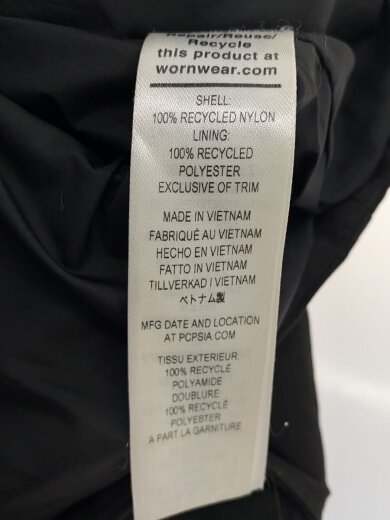 Repair/Reuse/
Recycle
this product at
wornwear.com
SHELL:
100% RECYCLED NYLON
LINING:
100% RECYCLED
POLYESTER
EXCLUSIVE OF TRIM
MADE IN VIETNAM
FABRIQUÉ AU VIETNAM
HECHO EN VIETNAM
FATTO IN VIETNAM
TILLVERKAD I VIETNAM
ベトナム製
MFG DATE AND LOCATION
AT PCPSIA.COM
TISSU EXTERIEUR:
100% RECYCLÉ
POLYAMIDE
DOUBLURE:
100% RECYCLÉ
POLYESTER
A PART LA GARNITURE